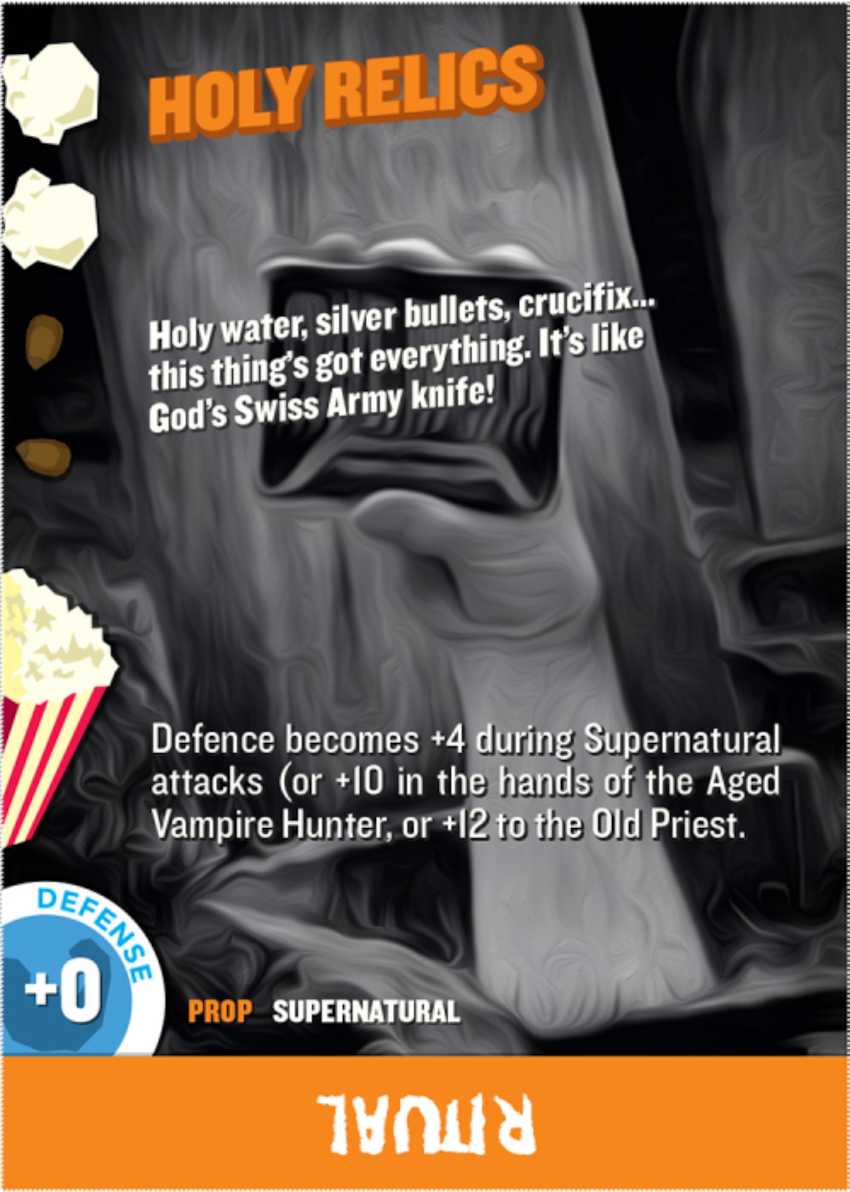 HOLY RELICS
Holy water, silver bullets, crucifix...
this thing's got everything. It's like
God's Swiss Army knife!
Defence becomes +4 during Supernatural
attacks (or +10 in the hands of the Aged
Vampire Hunter, or +12 to the Old Priest.
DEFENSE
+0
PROP SUPERNATURAL
RITUAL